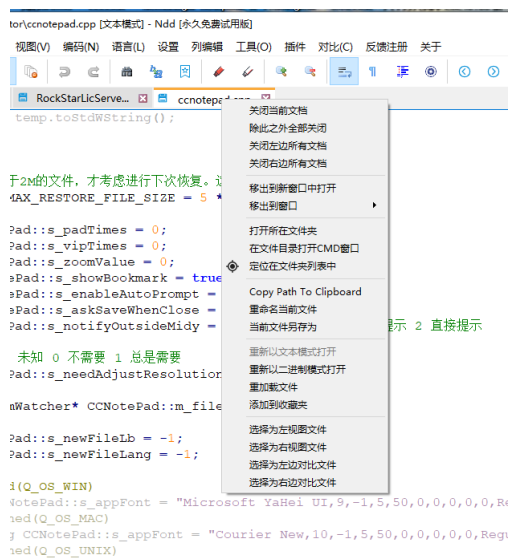 tor\ccnotepad.cpp [文本模式] - Ndd [永久免费试用版]
视图(V) 编码(N) 语言(L) 设置 列编辑 工具(O) 插件 对比(C) 反馈注册 关于
RockStarLicServe...
ccnotepad.cpp
temp.toStdWString();
于2M的文件，才考虑进行下次恢复。
MAX_RESTORE_FILE_SIZE = 5 *
Pad::s_padTimes = 0;
Pad::s_vipTimes = 0;
Pad::s_zoomValue = 0;
ePad::s_showBookmark = true
ePad::s_enableAutoPrompt =
ePad::s_askSaveWhenClose =
Pad::s_notifyOutsideMidy =
提示 2 直接提示
未知 0 不需要 1 总是需要
Pad::s_needAdjustResolution
mWatcher* CCNotePad::m_file
Pad::s_newFileLb = -1;
Pad::s_newFileLang = -1;
i(Q_OS_WIN)
NotePad::s_appFont = "Microsoft YaHei UI,9,-1,5,50,0,0,0,0,0,Re
ned(Q_OS_MAC)
g CCNotePad::s_appFont = "Courier New,10,-1,5,50,0,0,0,0,0,Regu
ned(Q_OS_UNIX)
关闭当前文档
除此之外全部关闭
关闭左边所有文档
关闭右边所有文档
移出到新窗口中打开
移出到窗口
打开所在文件夹
在文件目录打开CMD窗口
定位在文件夹列表中
Copy Path To Clipboard
重命名当前文件
当前文件另存为
重新以文本模式打开
重新以二进制模式打开
重加载文件
添加到收藏夹
选择为左视图文件
选择为右视图文件
选择为左边对比文件
选择为右边对比文件